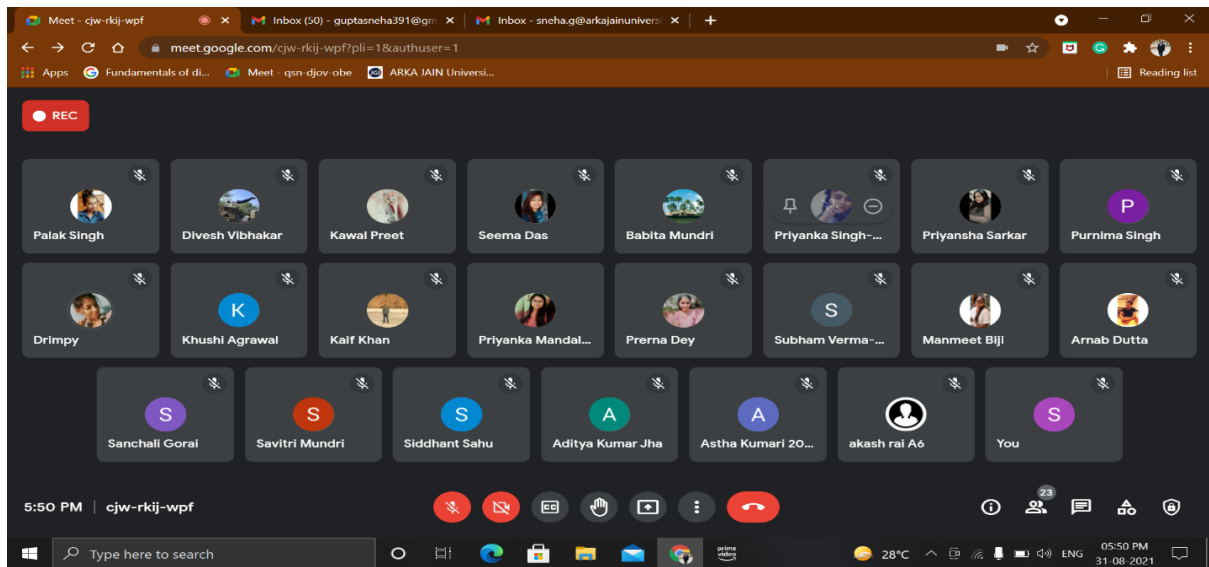 Meet - cjw-rkij-wpf
Inbox (50) - guptasneha391@gm
Inbox - sneha.g@arkajainuniversi
meet.google.com/cjw-rkij-wpf?pli=1&authuser=1
Apps
Fundamentals of di...
Meet - qsn-djov-obe
ARKA JAIN Universi...
Reading list
REC
Palak Singh
Divesh Vibhakar
Kawal Preet
Seema Das
Babita Mundri
Priyanka Singh-...
Priyansha Sarkar
P
Purnima Singh
Drimpy
K
Khushi Agrawal
Kaif Khan
Priyanka Mandal...
Prerna Dey
S
Subham Verma-...
Manmeet Biji
Arnab Dutta
S
Sanchali Gorai
S
Savitri Mundri
S
Siddhant Sahu
A
Aditya Kumar Jha
A
Astha Kumari 20...
akash rai A6
S
You
5:50 PM | cjw-rkij-wpf
CC
23
Type here to search
prime video
28°C
ENG
05:50 PM
31-08-2021